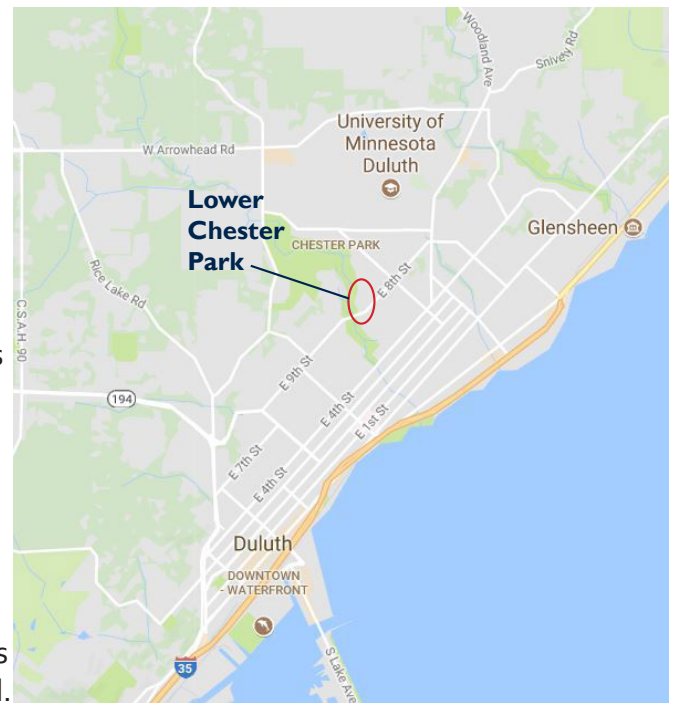 Woodland Ave
Snively Rd
University of
Minnesota
Duluth
W Arrowhead Rd
Lower
Chester
Park
CHESTER PARK
Glensheen
Rice Lake Rd
E 8th St
C.S.A.H. 90
s
E 9th St
194
E 4th St
E 1st St
E 7th St
E 4th St
Duluth
DOWNTOWN
- WATERFRONT
S Lake Ave
s
35
l.